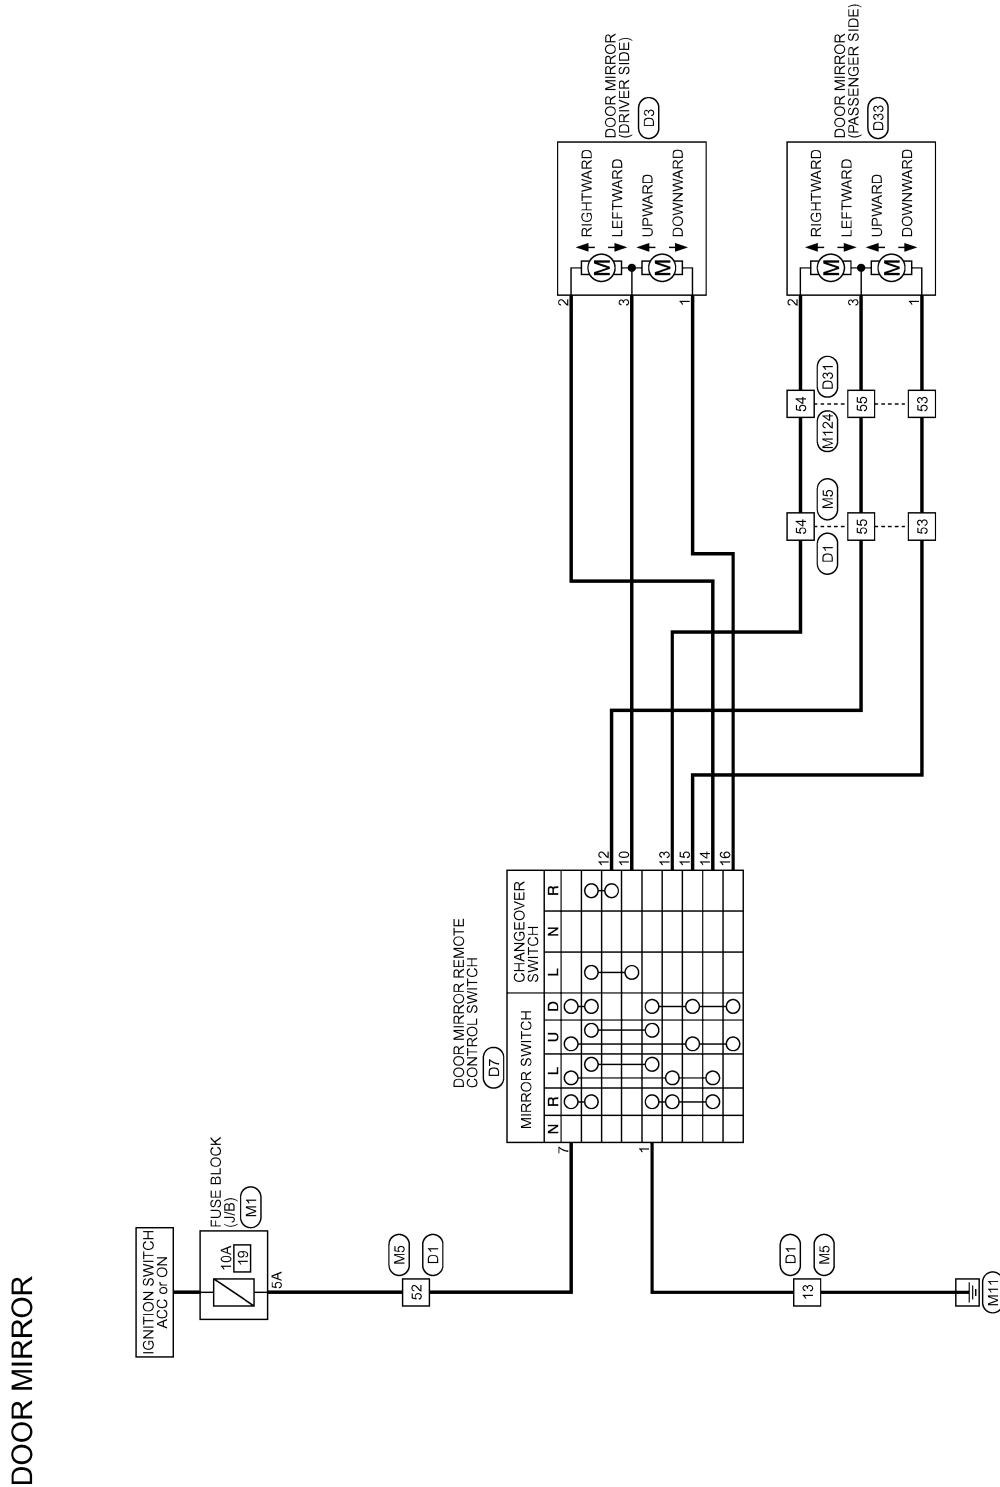 DOOR MIRROR
IGNITION SWITCH
ACC or ON
FUSE BLOCK
(J/B)
M1
10A
19
5A
M5
D1
52
D1
M5
13
M11
DOOR MIRROR REMOTE
CONTROL SWITCH
D7
MIRROR SWITCH
CHANGEOVER
SWITCH
N R L U D L N R
7
1
12
10
13
15
14
16
DOOR MIRROR
(DRIVER SIDE)
D3
RIGHTWARD
LEFTWARD
UPWARD
DOWNWARD
M
M
2
3
1
DOOR MIRROR
(PASSENGER SIDE)
D33
RIGHTWARD
LEFTWARD
UPWARD
DOWNWARD
M
M
2
3
1
54
55
53
M124
D31
54
55
53
D1
M5